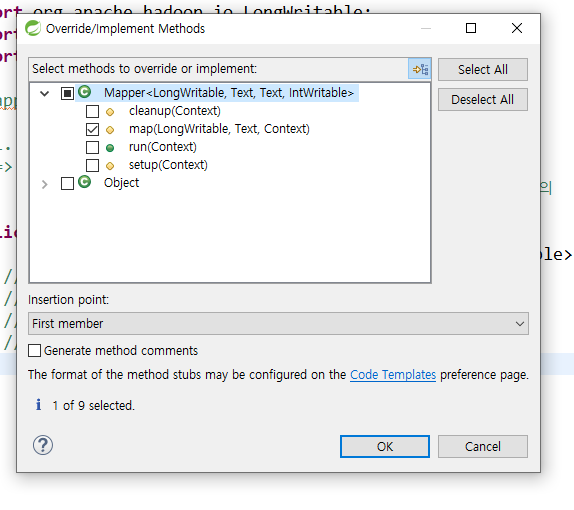 ort org.apache.hadoop.io.LongWritable;
Override/Implement Methods
ort
ort
Select methods to override or implement:
Select All
Mapper<LongWritable, Text, Text, IntWritable>
Deselect All
cleanup(Context)
map(LongWritable, Text, Context)
run(Context)
setup(Context)
=>
Object
의
lic
ble>
//
Insertion point:
//
First member
//
//
Generate method comments
The format of the method stubs may be configured on the Code Templates preference page.
i 1 of 9 selected.
?
OK
Cancel